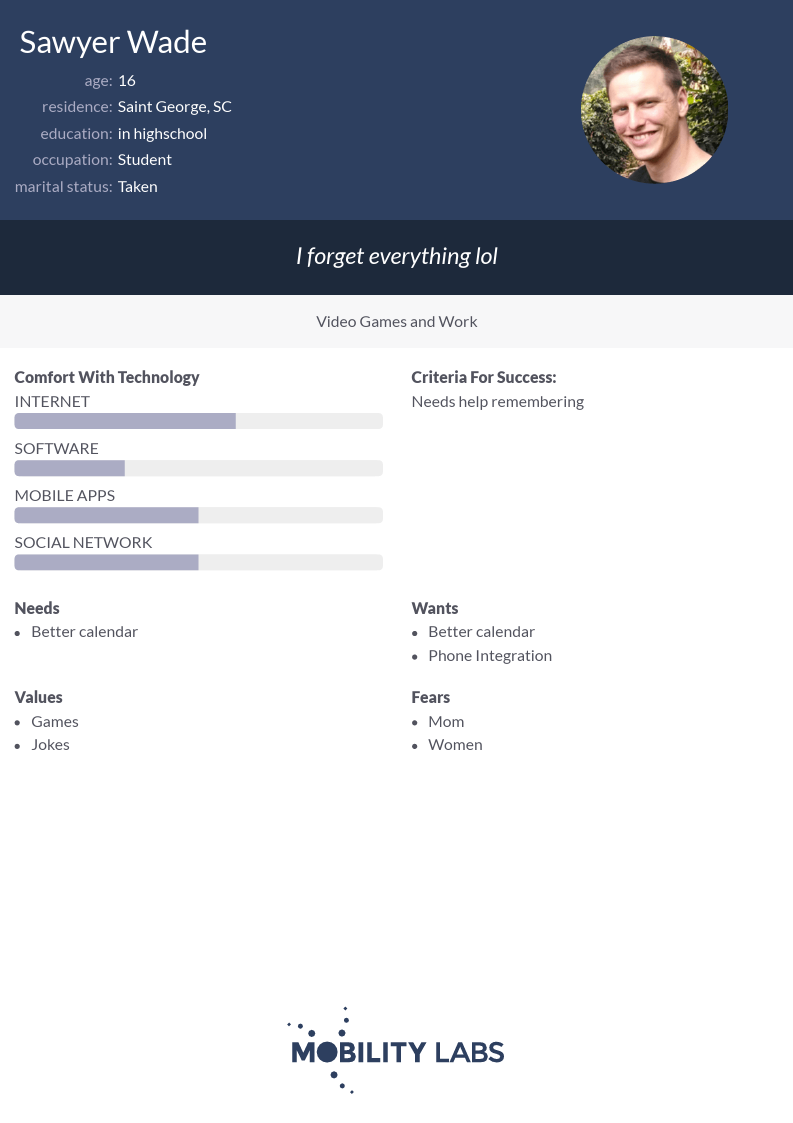 Sawyer Wade
age: 16
residence: Saint George, SC
education: in highschool
occupation: Student
marital status: Taken
I forget everything lol
Video Games and Work
Comfort With Technology
INTERNET
SOFTWARE
MOBILE APPS
SOCIAL NETWORK
Criteria For Success:
Needs help remembering
Needs
• Better calendar
Wants
• Better calendar
• Phone Integration
Values
• Games
• Jokes
Fears
• Mom
• Women
MOBILITY LABS